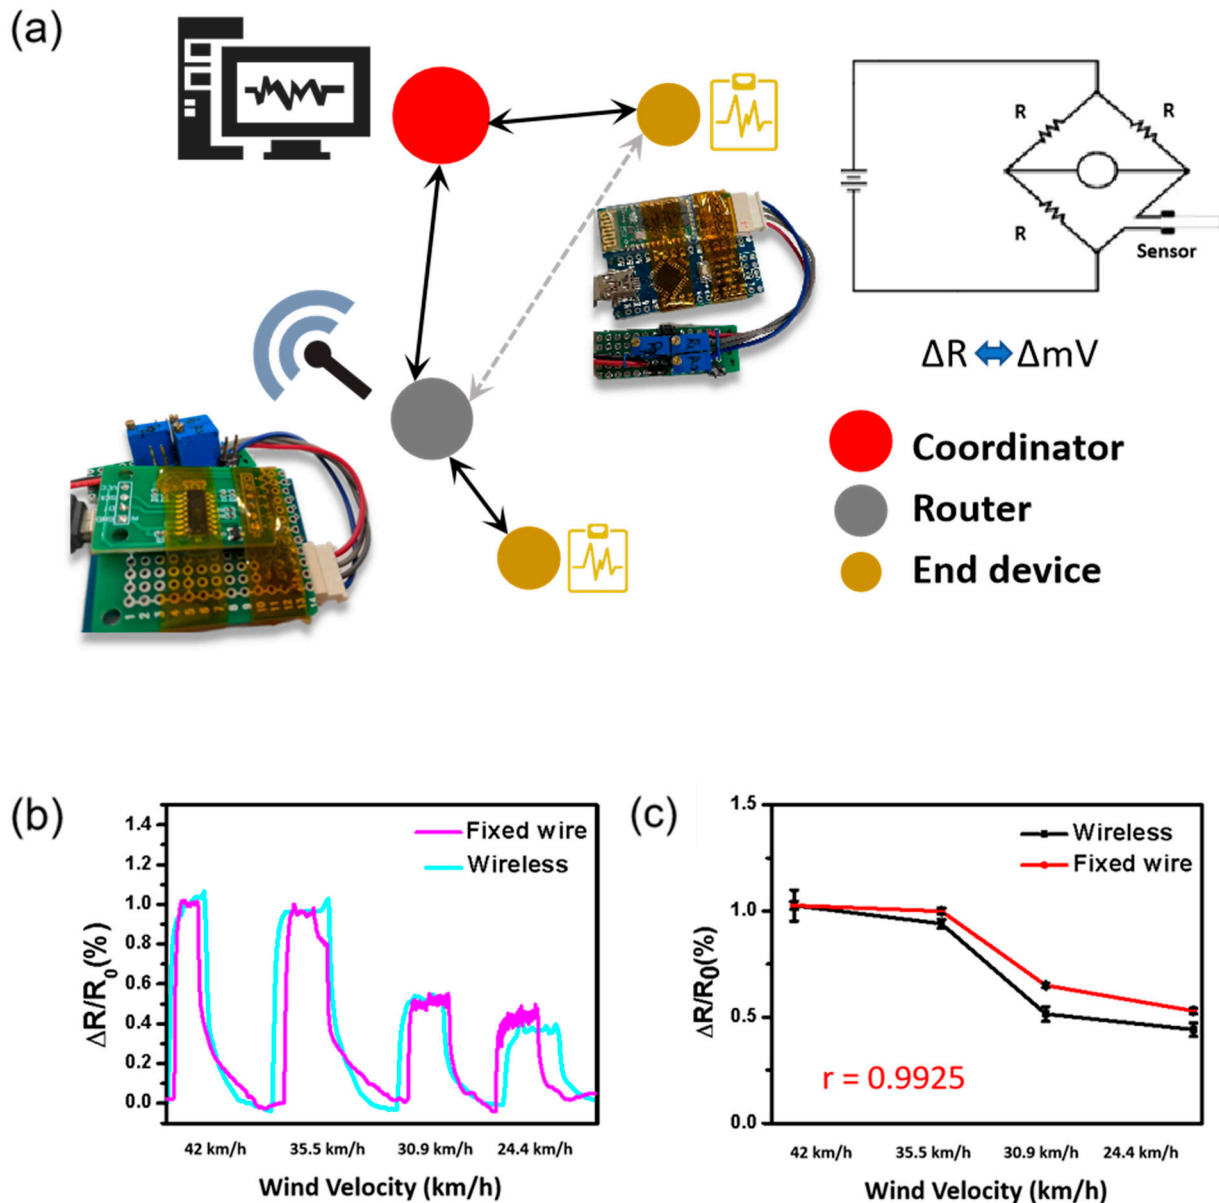 (a)
R
R
R
Sensor
ΔR ΔmV
Coordinator
Router
End device
(b)
1.4
1.2
1.0
0.8
0.6
0.4
0.2
0.0
ΔR/R0(%)
Fixed wire
Wireless
42 km/h
35.5 km/h
30.9 km/h
24.4 km/h
Wind Velocity (km/h)
(c)
1.5
1.0
0.5
0.0
ΔR/R0(%)
Wireless
Fixed wire
r = 0.9925
42 km/h
35.5 km/h
30.9 km/h
24.4 km/h
Wind Velocity (km/h)